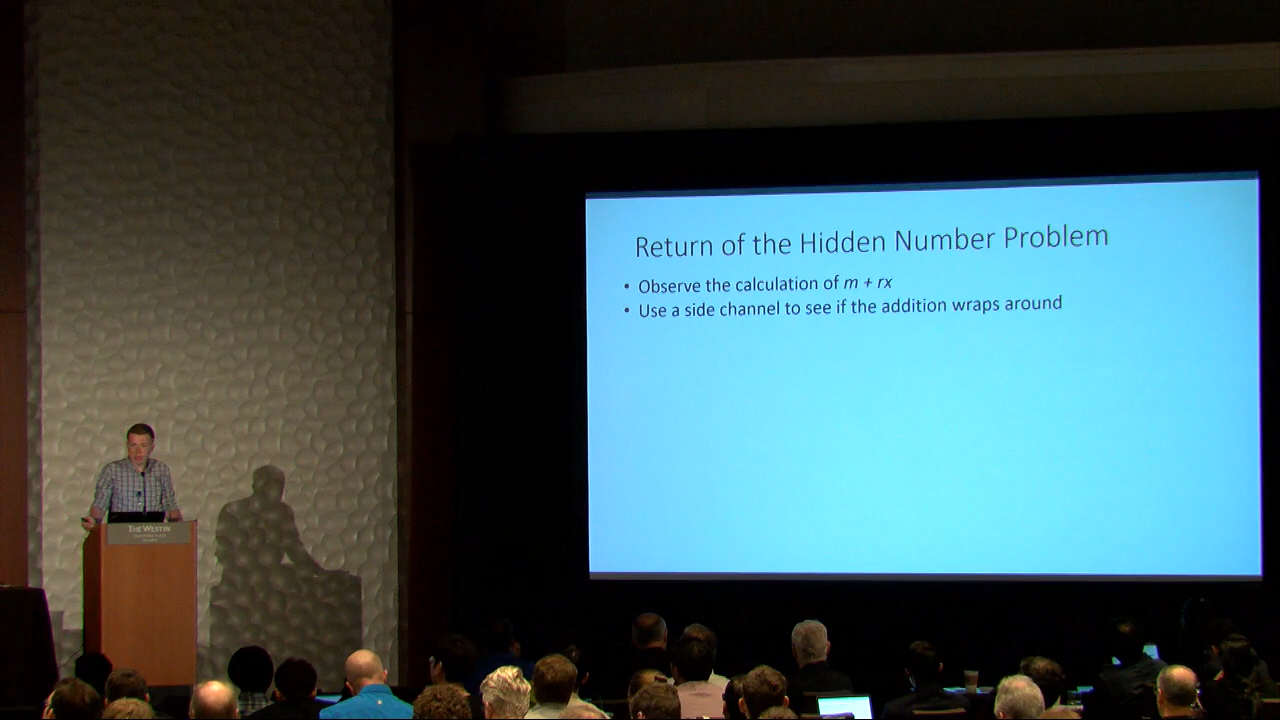 Return of the Hidden Number Problem
• Observe the calculation of m + rx
• Use a side channel to see if the addition wraps around
THE WESTIN